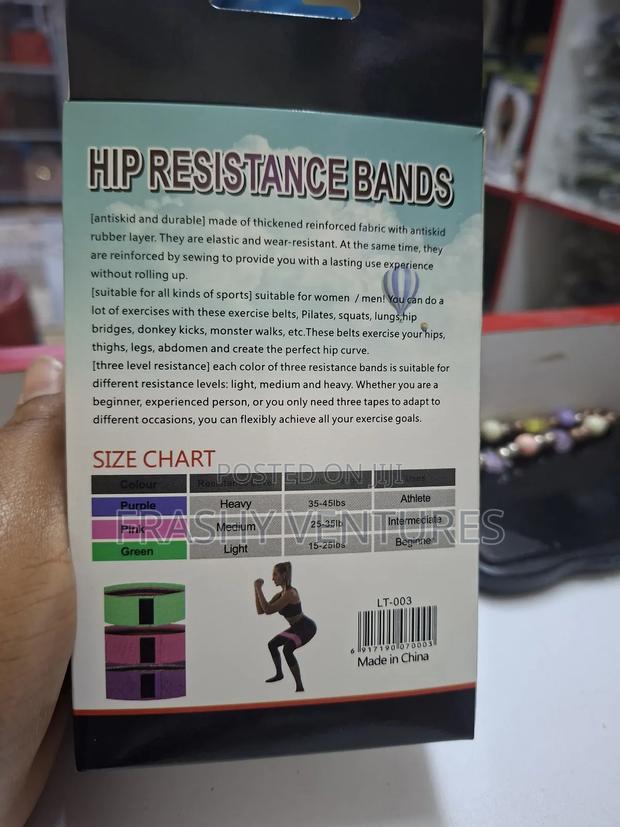 HIP RESISTANCE BANDS
[antiskid and durable] made of thickened reinforced fabric with antiskid
rubber layer. They are elastic and wear-resistant. At the same time, they
are reinforced by sewing to provide you with a lasting use experience
without rolling up.
[suitable for all kinds of sports] suitable for women / men! You can do a
lot of exercises with these exercise belts, Pilates, squats, lungs,hip
bridges, donkey kicks, monster walks, etc.These belts exercise your hips,
thighs, legs, abdomen and create the perfect hip curve.
[three level resistance] each color of three resistance bands is suitable for
different resistance levels: light, medium and heavy. Whether you are a
beginner, experienced person, or you only need three tapes to adapt to
different occasions, you can flexibly achieve all your exercise goals.
SIZE CHART
POSTED ON JIJI
Colour
Purple Heavy 35-45lbs Athlete
FRASHY VENTURES
Pink Medium 25-35lb Intermediate
Green Light 15-25lbs Beginner
LT-003
6 917190 070003
Made in China